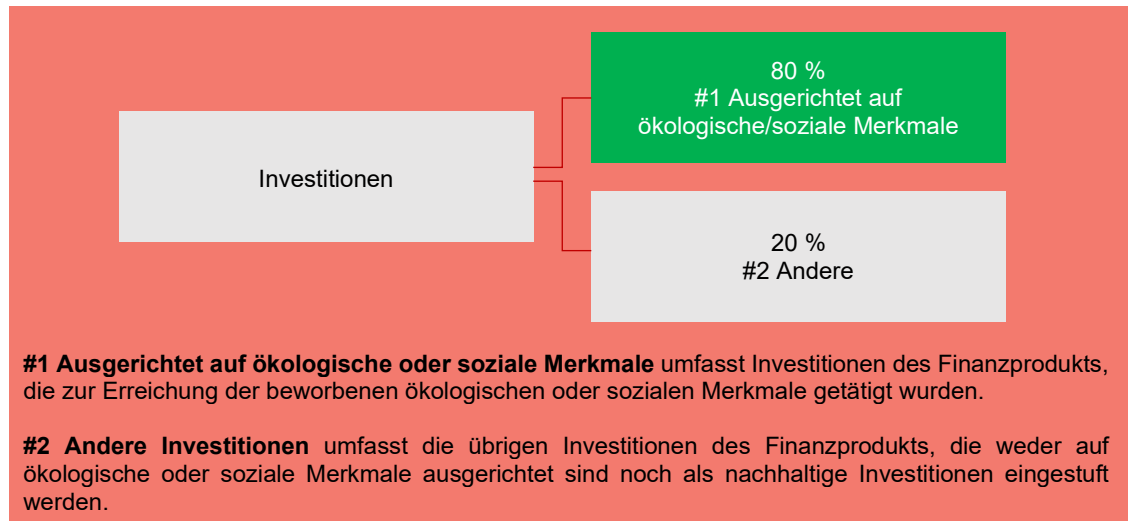 80 %
#1 Ausgerichtet auf
ökologische/soziale Merkmale
Investitionen
20 %
#2 Andere
#1 Ausgerichtet auf ökologische oder soziale Merkmale umfasst Investitionen des Finanzprodukts,
die zur Erreichung der beworbenen ökologischen oder sozialen Merkmale getätigt wurden.
#2 Andere Investitionen umfasst die übrigen Investitionen des Finanzprodukts, die weder auf
ökologische oder soziale Merkmale ausgerichtet sind noch als nachhaltige Investitionen eingestuft
werden.